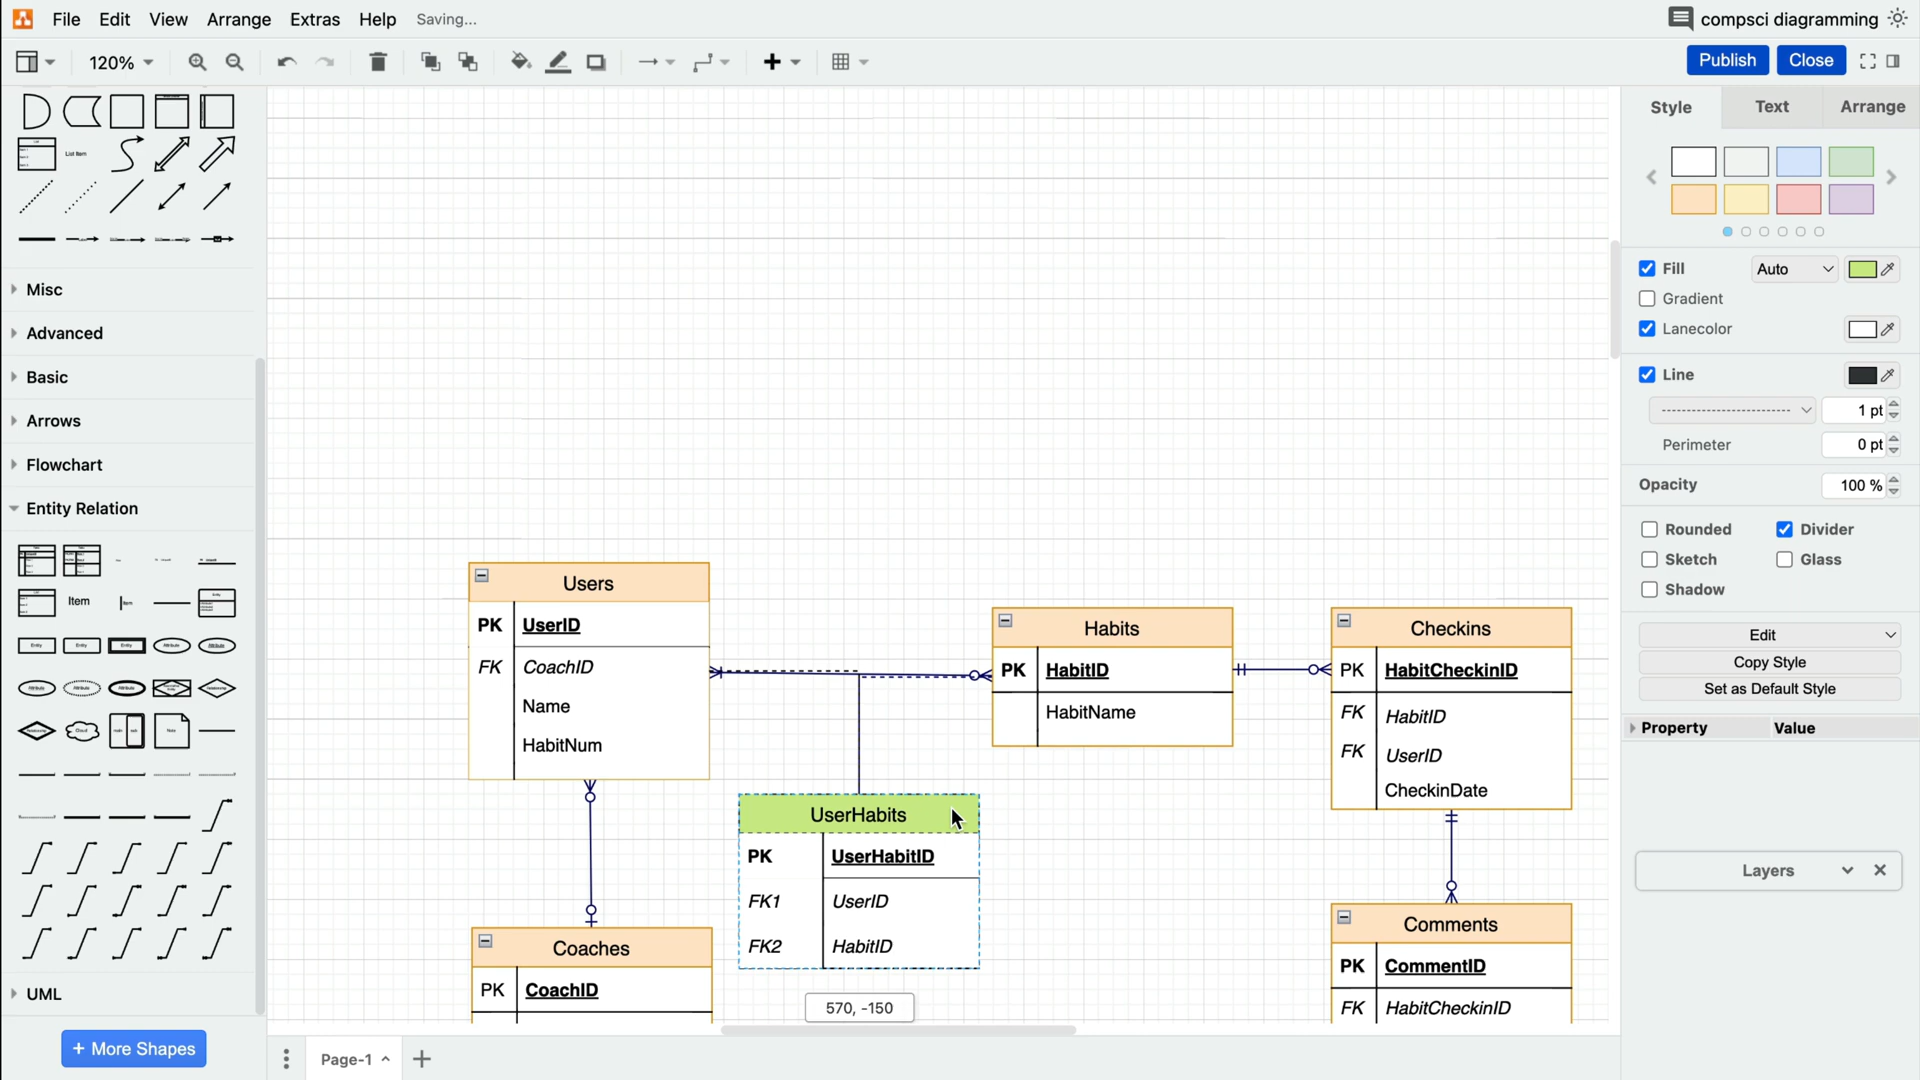 File Edit View Arrange Extras Help Saving...
compsci diagramming
120%
Publish Close
List Item
Misc
Advanced
Basic
Arrows
Flowchart
Entity Relation
Item
UML
+ More Shapes
Users
PK UserID
FK CoachID
Name
HabitNum
Habits
PK HabitID
HabitName
Checkins
PK HabitCheckinID
FK HabitID
FK UserID
CheckinDate
UserHabits
PK UserHabitID
FK1 UserID
FK2 HabitID
Coaches
PK CoachID
Comments
PK CommentID
FK HabitCheckinID
570, -150
Page-1
Style Text Arrange
Fill Auto
Gradient
Lanecolor
Line
1 pt
Perimeter 0 pt
Opacity 100 %
Rounded Divider
Sketch Glass
Shadow
Edit
Copy Style
Set as Default Style
Property Value
Layers